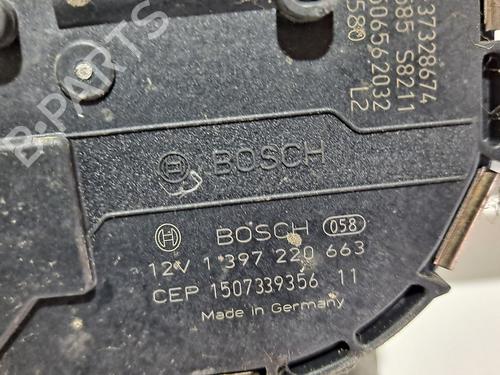 37328674
685 S8211
06562032
580 L2
BOSCH
BOSCH 058
12V 1 397 220 663
CEP 1507339356 11
Made in Germany
B-PARTS